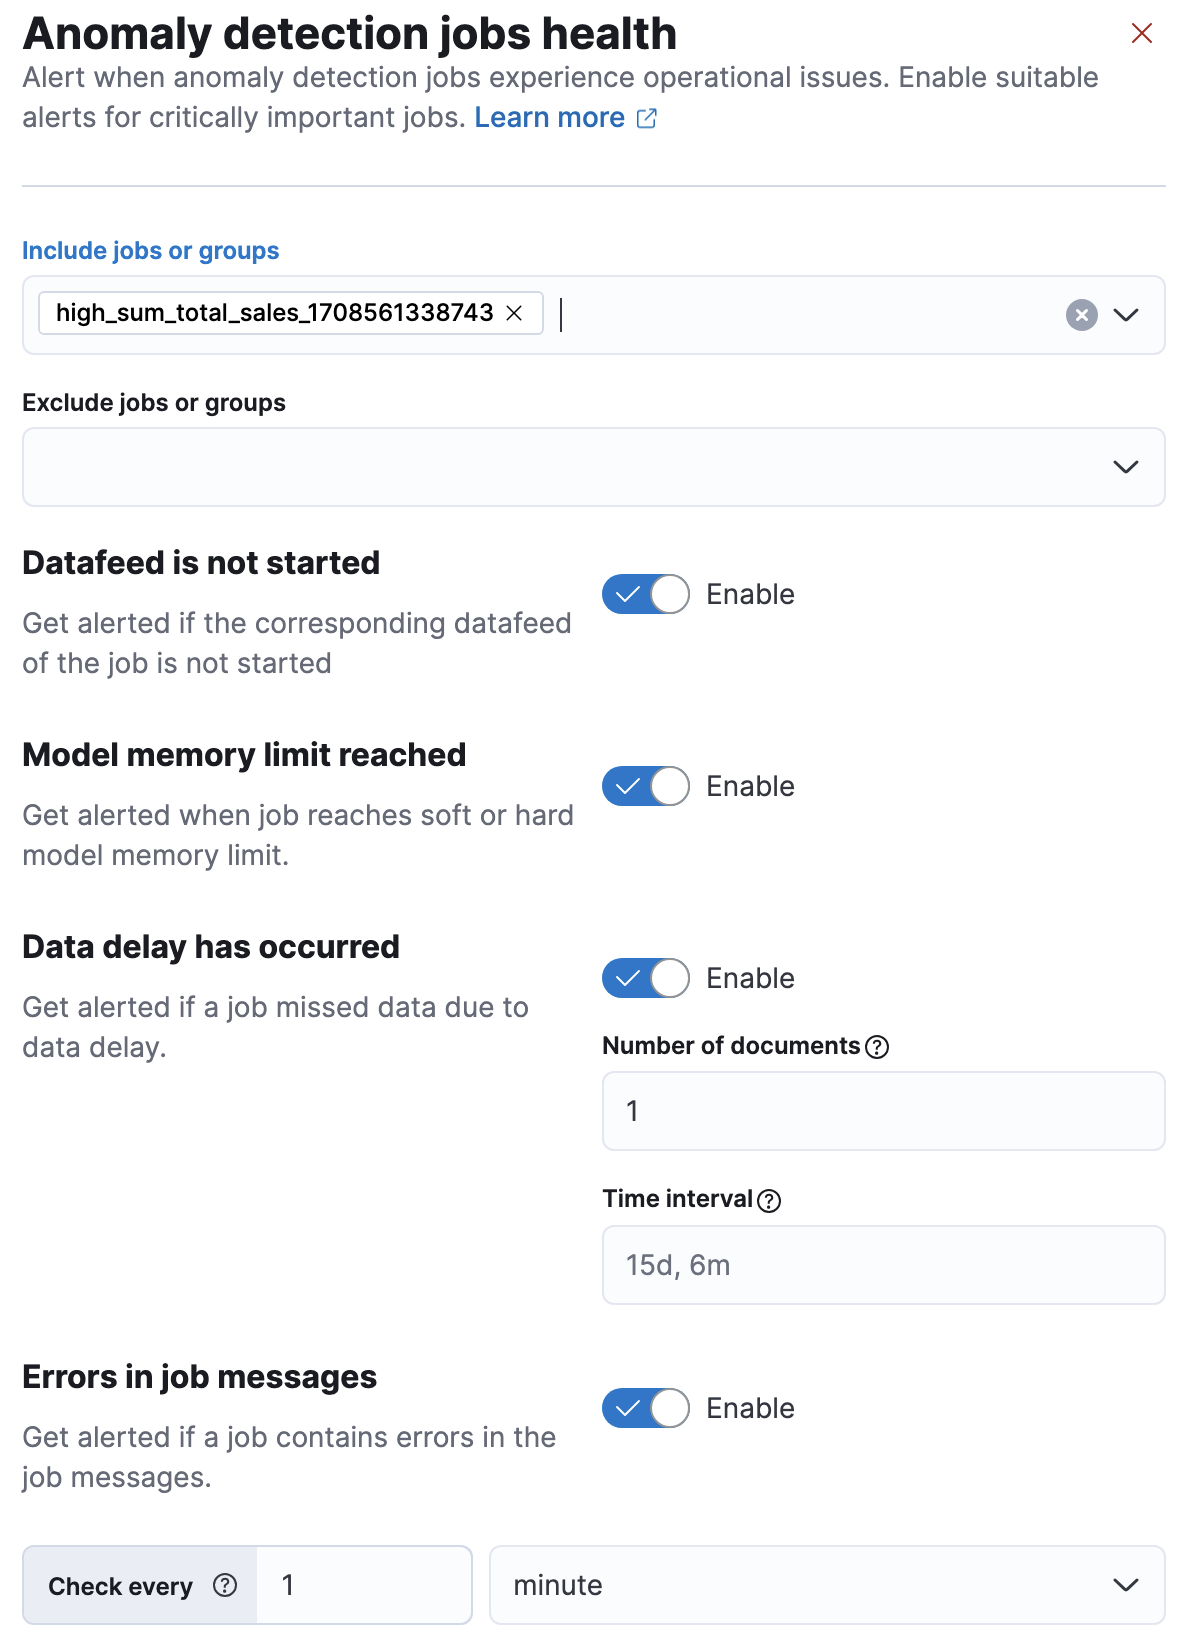 Anomaly detection jobs health
Alert when anomaly detection jobs experience operational issues. Enable suitable
alerts for critically important jobs. Learn more
Include jobs or groups
high_sum_total_sales_1708561338743
Exclude jobs or groups
Datafeed is not started
Enable
Get alerted if the corresponding datafeed
of the job is not started
Model memory limit reached
Enable
Get alerted when job reaches soft or hard
model memory limit.
Data delay has occurred
Enable
Get alerted if a job missed data due to
data delay.
Number of documents
1
Time interval
15d, 6m
Errors in job messages
Enable
Get alerted if a job contains errors in the
job messages.
Check every 1 minute